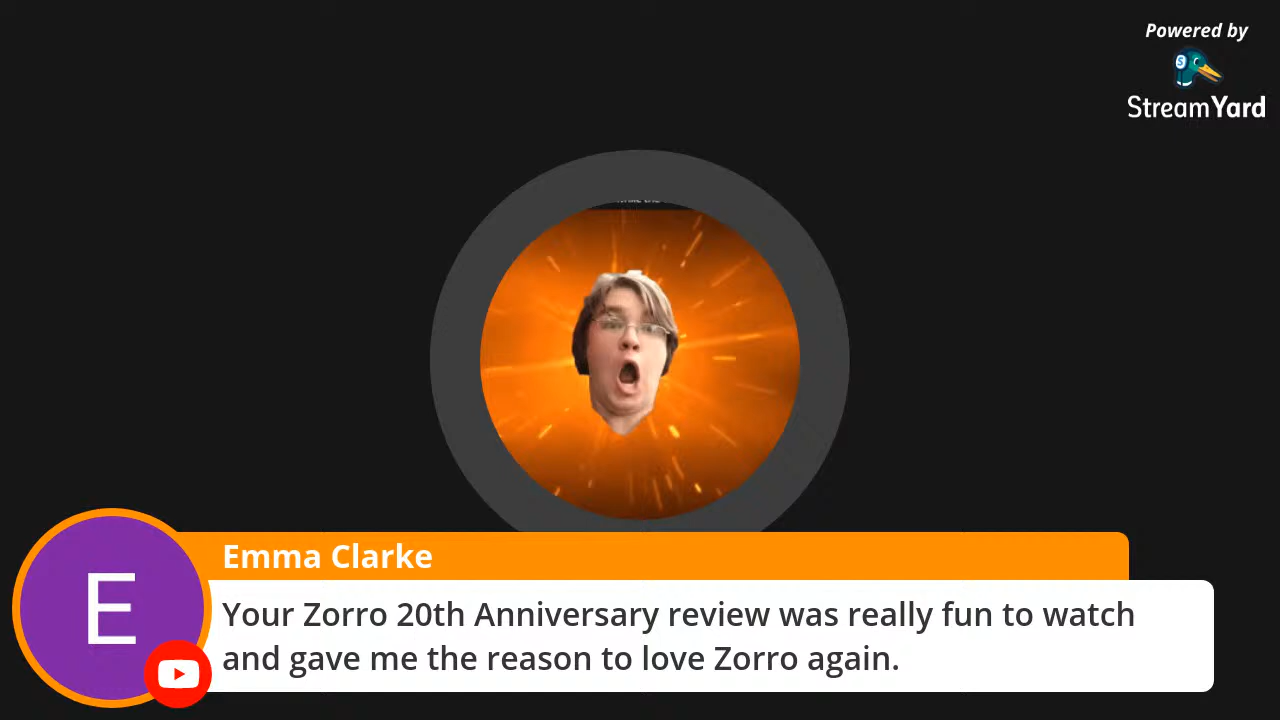 Powered by
S
StreamYard
E
Emma Clarke
Your Zorro 20th Anniversary review was really fun to watch
and gave me the reason to love Zorro again.